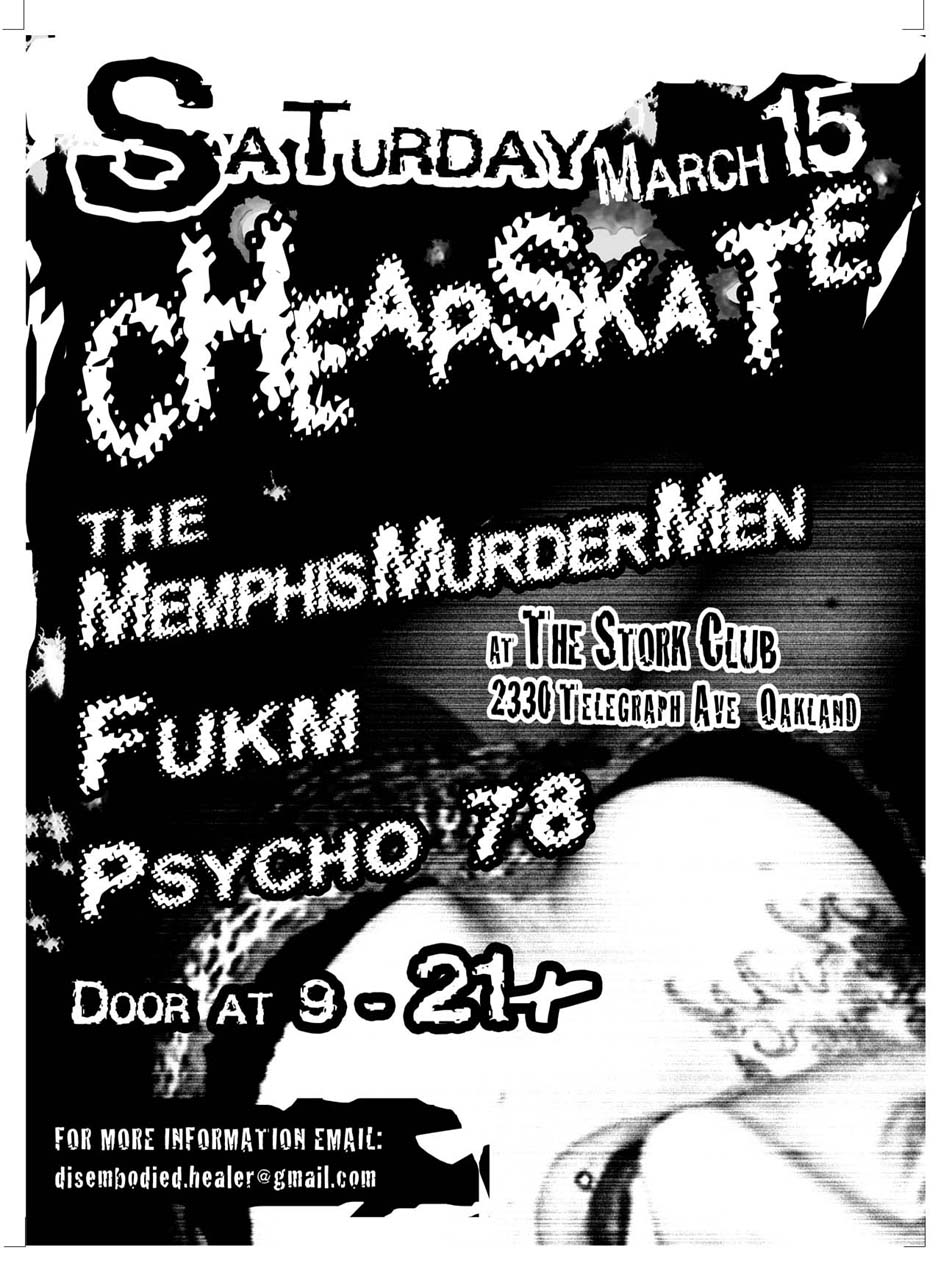 SATURDAY MARCH 15
CHEAPSKATE
THE
MEMPHIS MURDER MEN
AT THE STORK CLUB
2330 TELEGRAPH AVE OAKLAND
FUKM
PSYCHO 78
DOOR AT 9 - 21+
FOR MORE INFORMATION EMAIL:
disembodied.healer@gmail.com